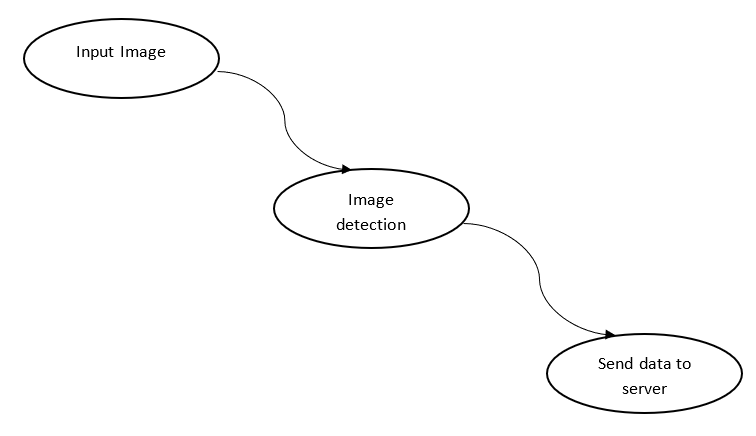 Input Image
Image
detection
Send data to
server